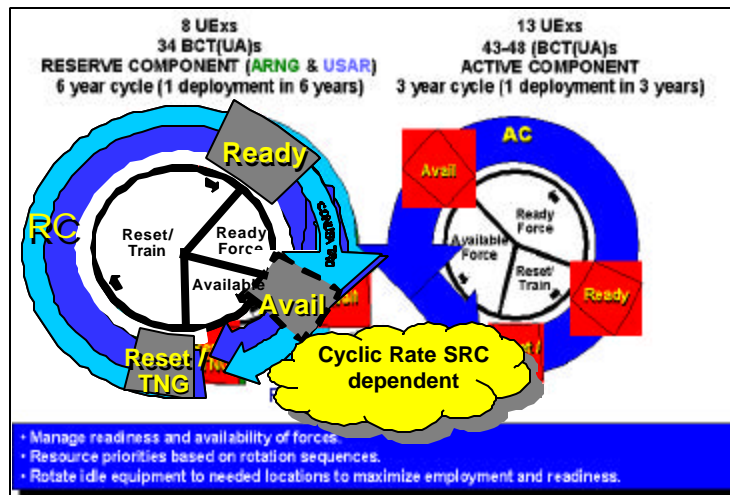 8 UExs
34 BCT(UA)s
RESERVE COMPONENT (ARNG & USAR)
6 year cycle (1 deployment in 6 years)
13 UExs
43-48 (BCT(UA)s
ACTIVE COMPONENT
3 year cycle (1 deployment in 3 years)
Ready
RC
Reset/
Train
Ready
Force
Available
Avail
Reset /
TNG
AC
Avail
Ready
Force
Available
Force
Reset/
Train
Ready
Cyclic Rate SRC
dependent
• Manage readiness and availability of forces.
• Resource priorities based on rotation sequences.
• Rotate idle equipment to needed locations to maximize employment and readiness.